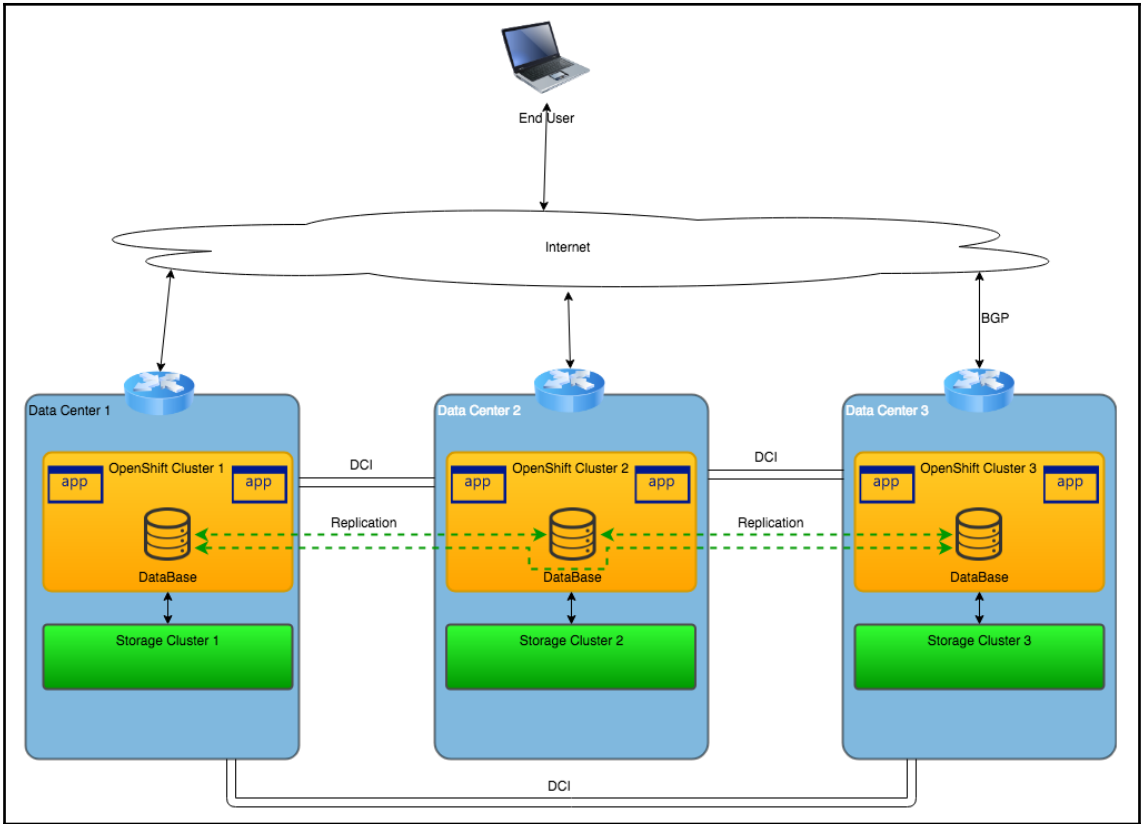 End User
Internet
BGP
Data Center 1
Data Center 2
Data Center 3
OpenShift Cluster 1
app
app
DCI
OpenShift Cluster 2
app
app
DCI
OpenShift Cluster 3
app
app
Replication
Replication
DataBase
DataBase
DataBase
Storage Cluster 1
Storage Cluster 2
Storage Cluster 3
DCI